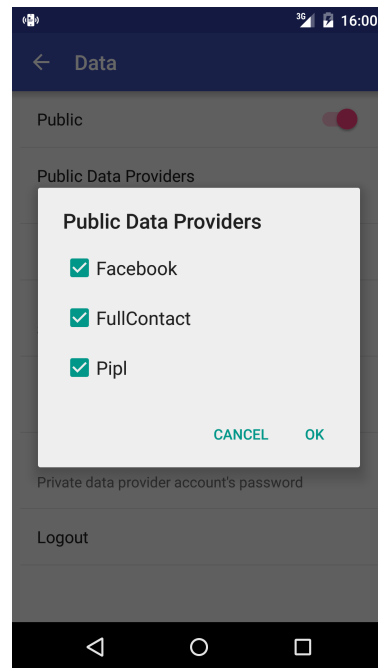 3G 16:00
Data
Public
Public Data Providers
Public Data Providers
Facebook
FullContact
Pipl
CANCEL OK
Private data provider account's password
Logout